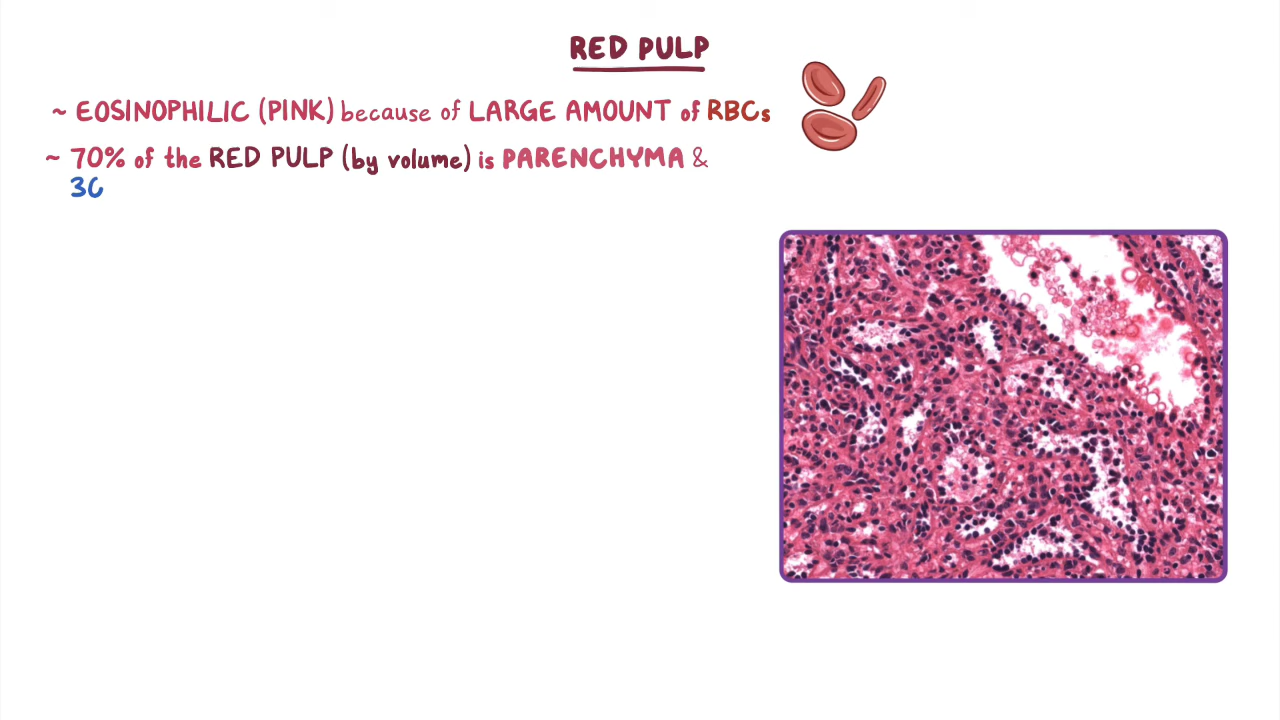 RED PULP
~ EOSINOPHILIC (PINK) because of LARGE AMOUNT of RBCs
~ 70% of the RED PULP (by volume) is PARENCHYMA &
30